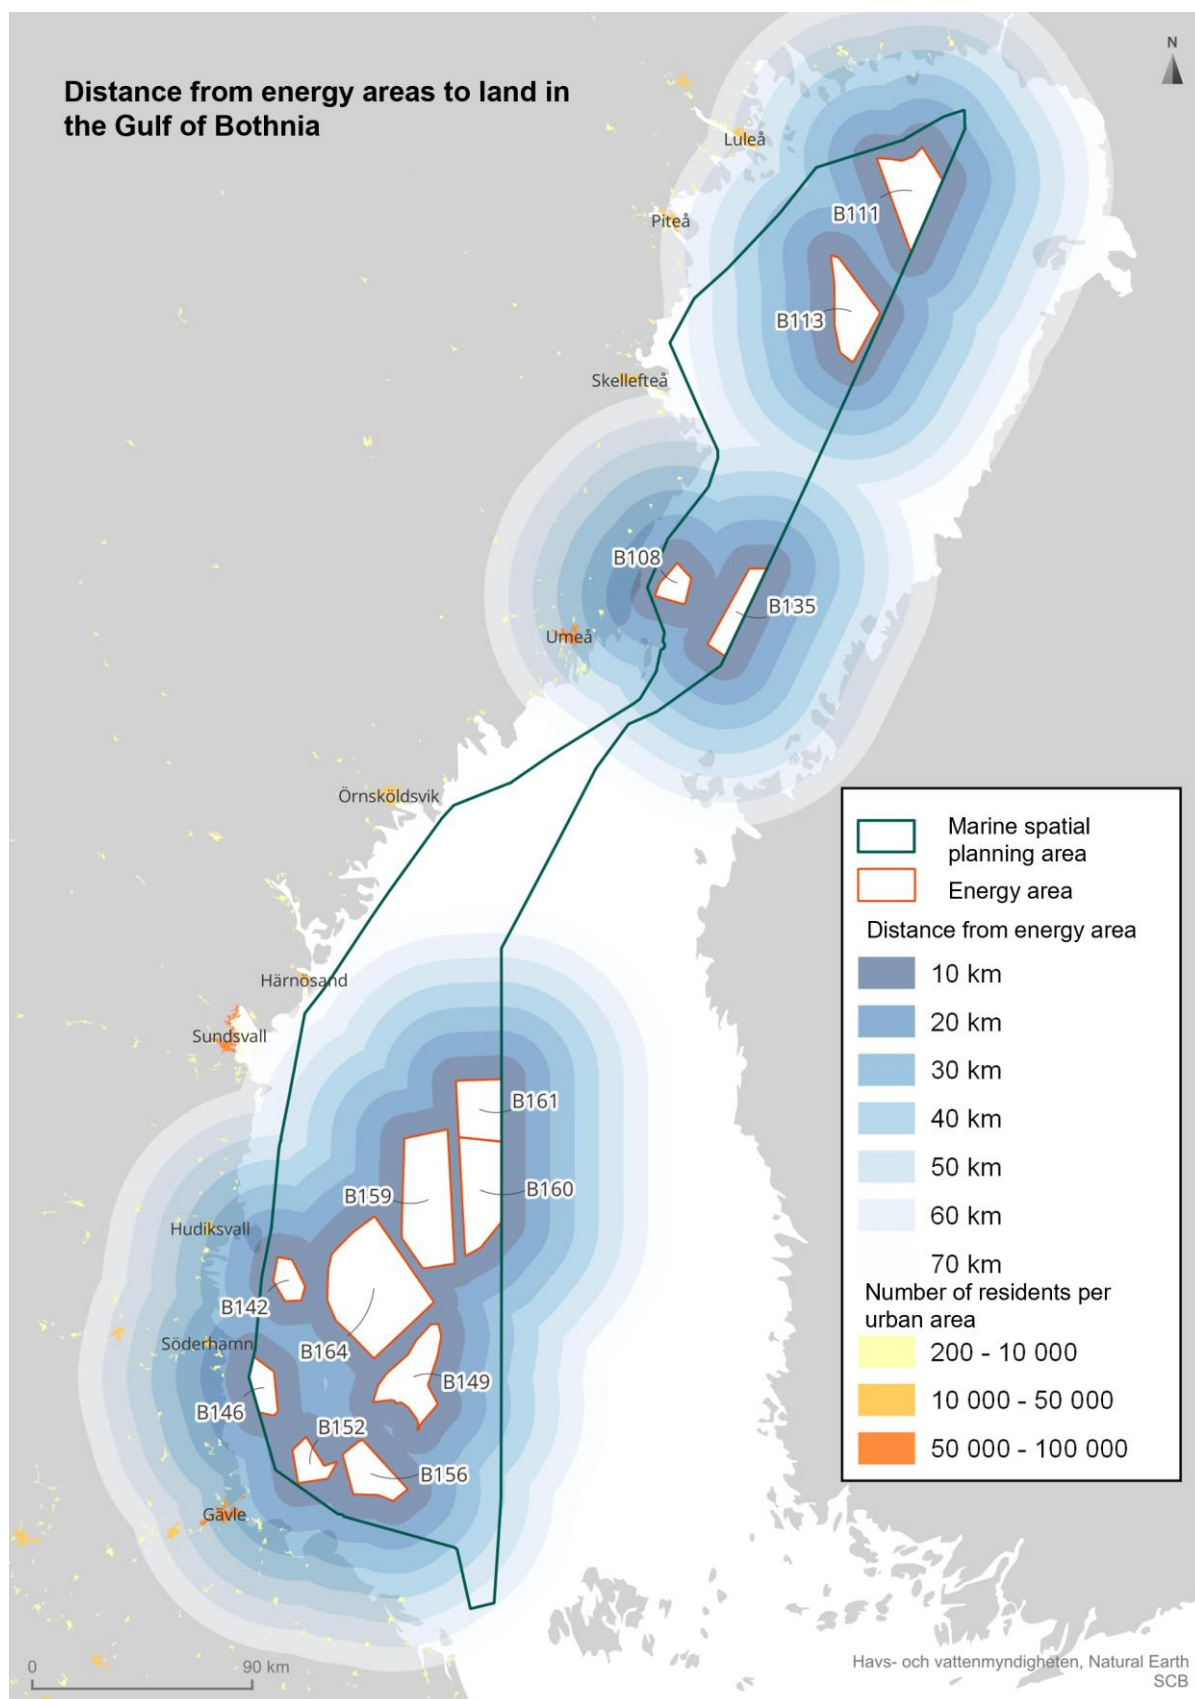 Distance from energy areas to land in
the Gulf of Bothnia
N
Luleå
B111
Piteå
B113
Skellefteå
B108
B135
Umeå
Örnsköldsvik
Härnösand
Sundsvall
B161
B159
B160
Hudiksvall
B142
Söderhamn
B164
B149
B146
B152
B156
Gävle
Marine spatial
planning area
Energy area
Distance from energy area
10 km
20 km
30 km
40 km
50 km
60 km
70 km
Number of residents per
urban area
200 - 10 000
10 000 - 50 000
50 000 - 100 000
0 90 km
Havs- och vattenmyndigheten, Natural Earth
SCB